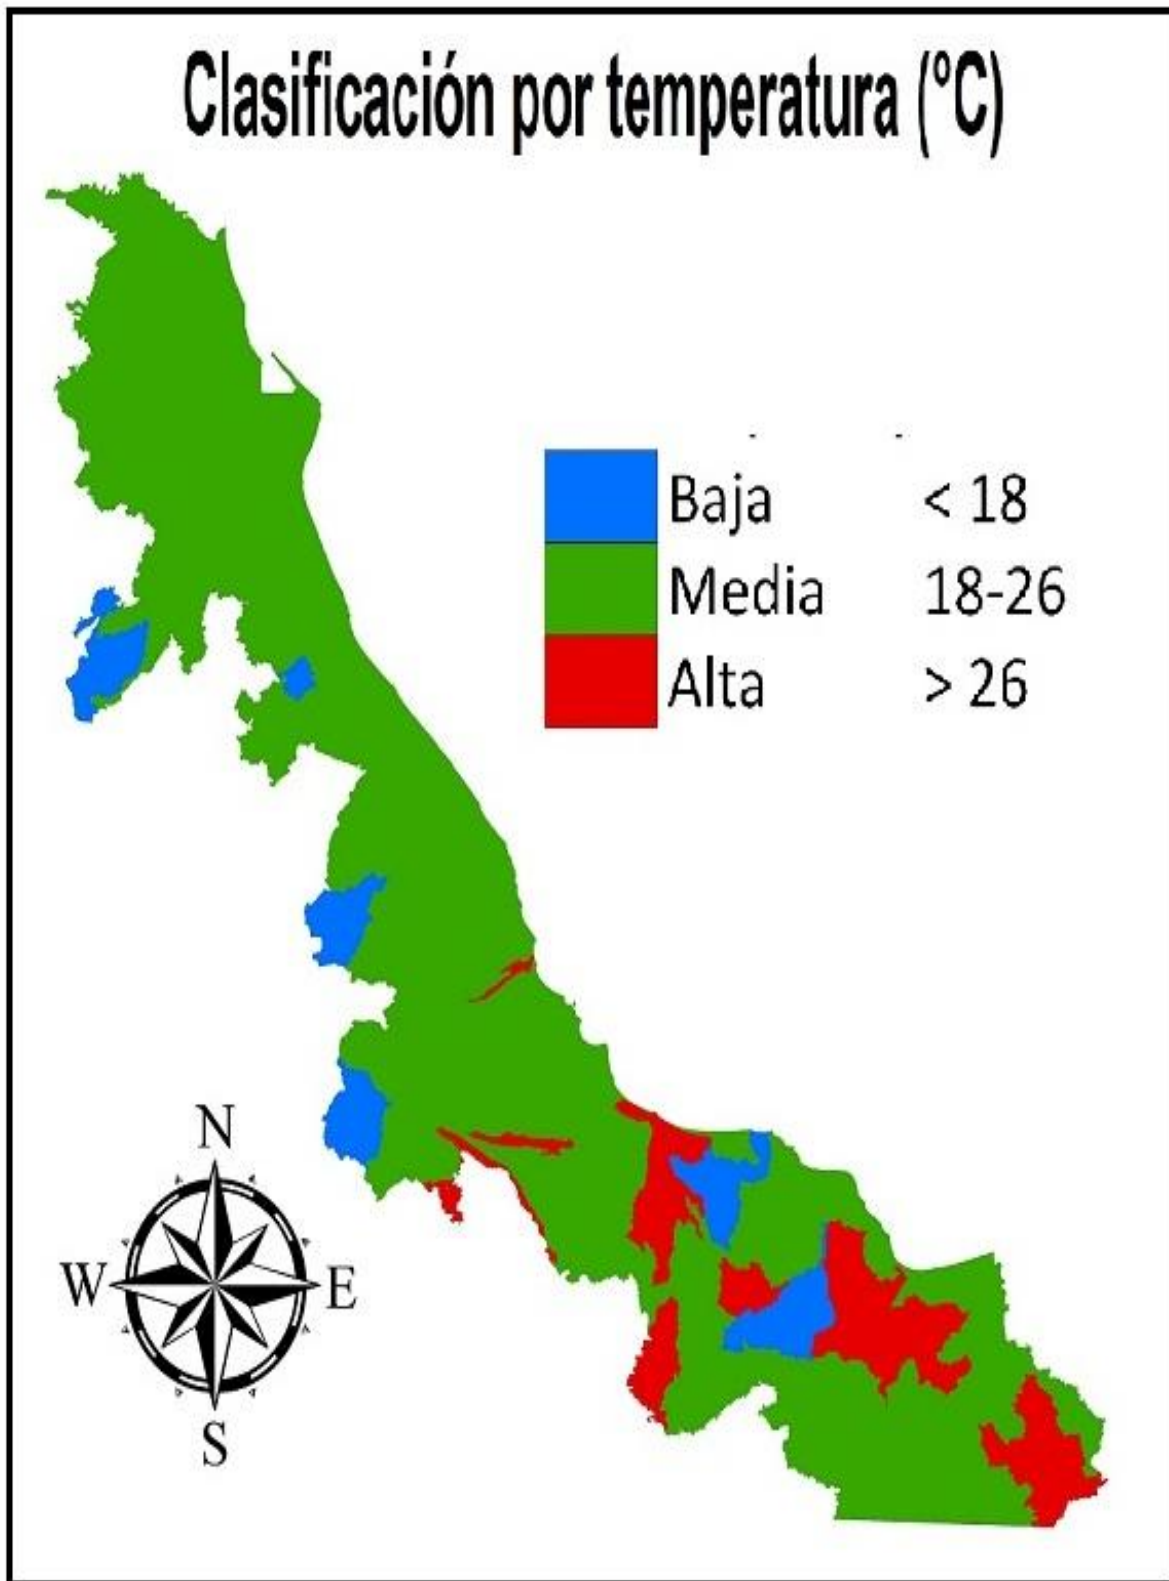 Clasificación por temperatura (°C)
Baja < 18
Media 18-26
Alta > 26
N
W E
S